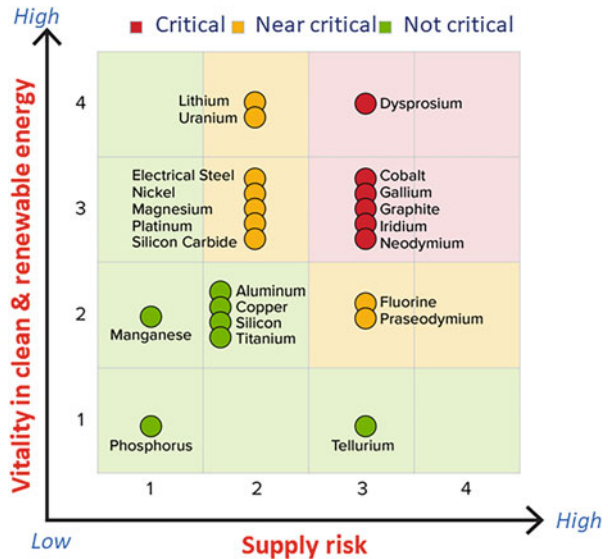 High
Critical Near critical Not critical
Vitality in clean & renewable energy
4
Lithium
Uranium
Dysprosium
3
Electrical Steel
Nickel
Magnesium
Platinum
Silicon Carbide
Cobalt
Gallium
Graphite
Iridium
Neodymium
2
Manganese
Aluminum
Copper
Silicon
Titanium
Fluorine
Praseodymium
1
Phosphorus
Tellurium
1 2 3 4
Low
Supply risk
High